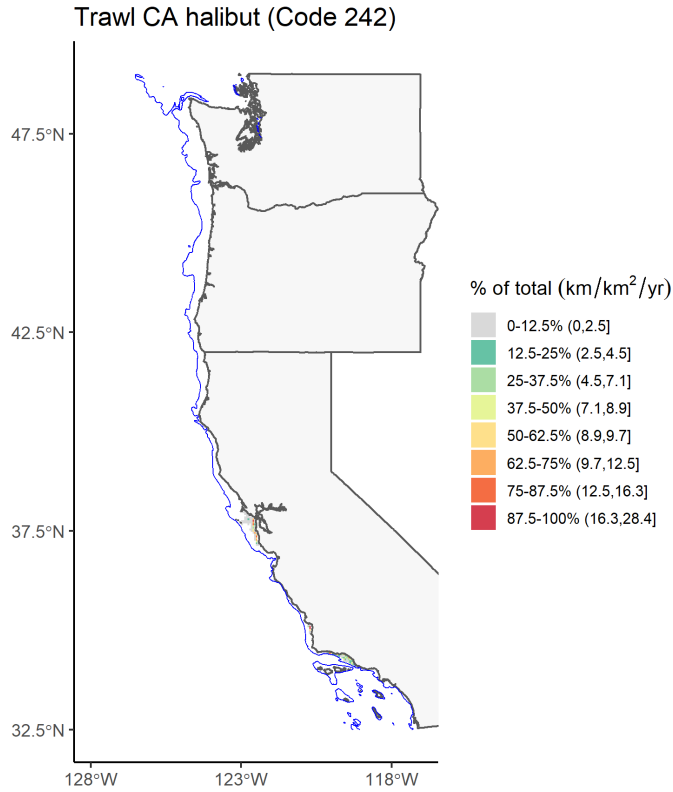 Trawl CA halibut (Code 242)
47.5°N
42.5°N
37.5°N
32.5°N
128°W 123°W 118°W
% of total (km/km²/yr)
0-12.5% (0,2.5]
12.5-25% (2.5,4.5]
25-37.5% (4.5,7.1]
37.5-50% (7.1,8.9]
50-62.5% (8.9,9.7]
62.5-75% (9.7,12.5]
75-87.5% (12.5,16.3]
87.5-100% (16.3,28.4]